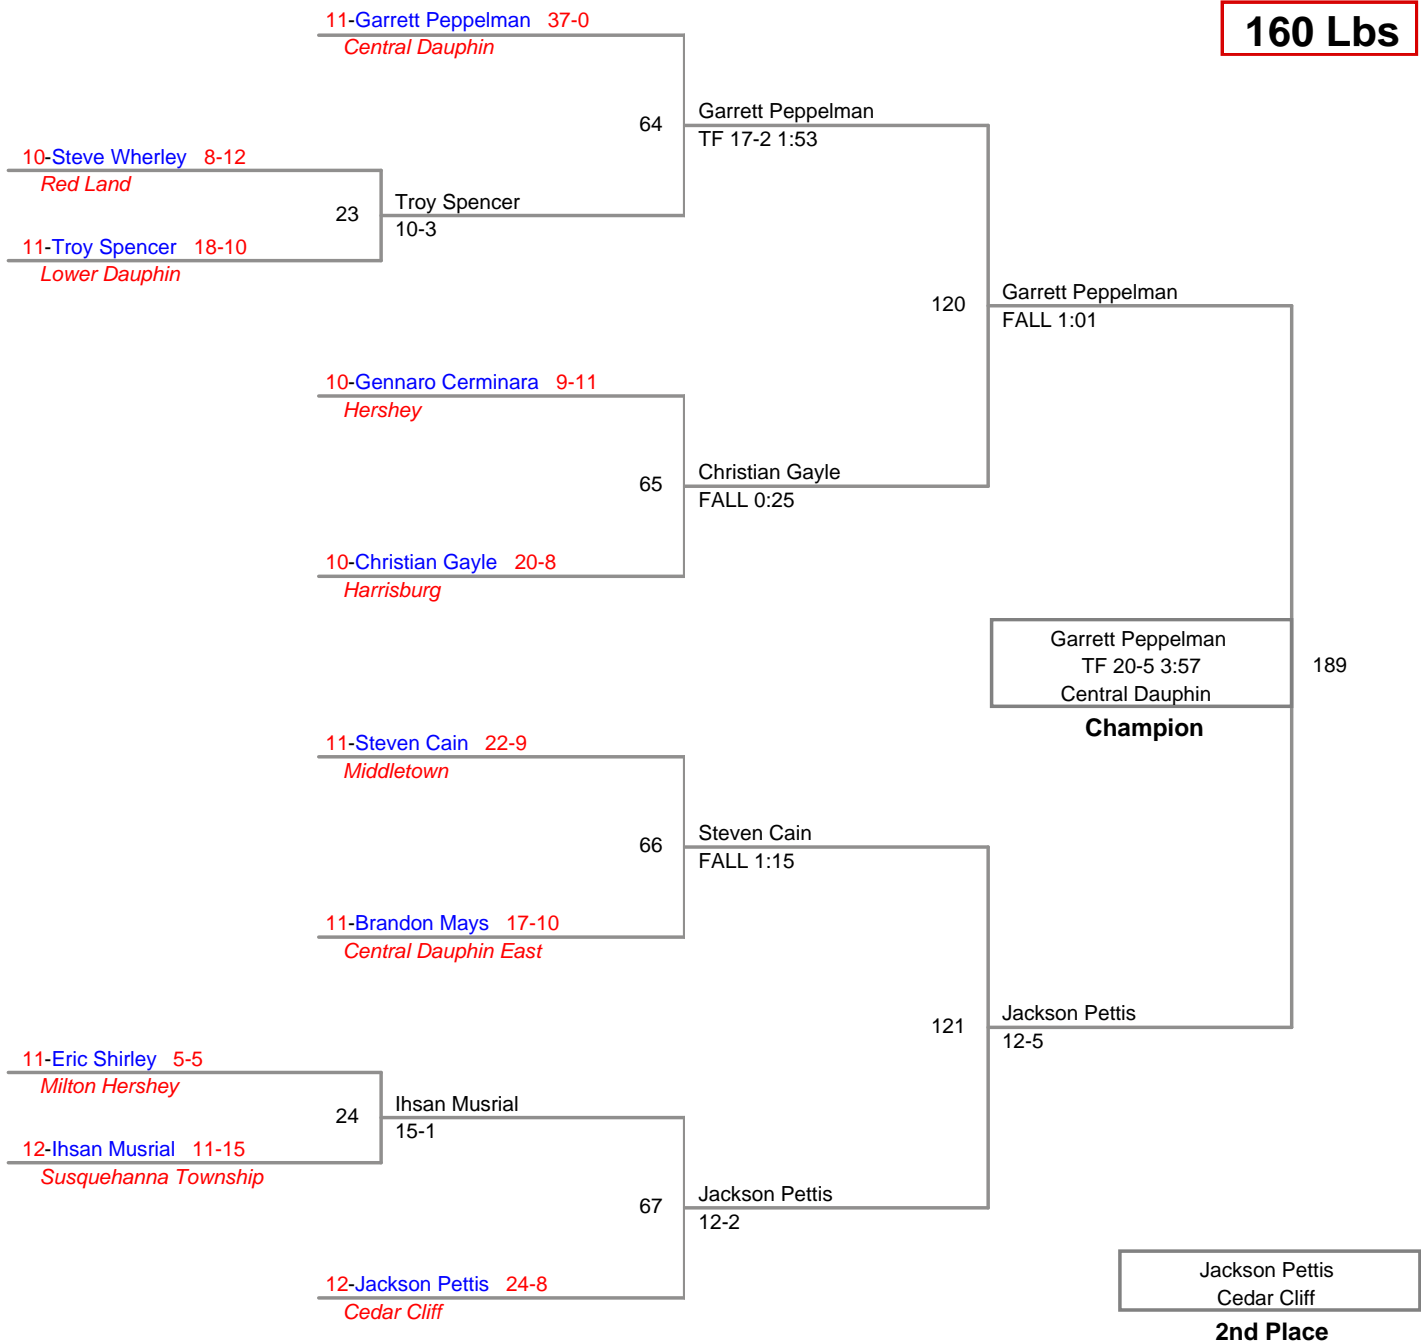 160 Lbs
11-Garrett Peppelman 37-0
Central Dauphin
64
Garrett Peppelman
TF 17-2 1:53
10-Steve Wherley 8-12
Red Land
23
Troy Spencer
10-3
11-Troy Spencer 18-10
Lower Dauphin
120
Garrett Peppelman
FALL 1:01
10-Gennaro Cerminara 9-11
Hershey
65
Christian Gayle
FALL 0:25
10-Christian Gayle 20-8
Harrisburg
Garrett Peppelman
TF 20-5 3:57
Central Dauphin
189
Champion
11-Steven Cain 22-9
Middletown
66
Steven Cain
FALL 1:15
11-Brandon Mays 17-10
Central Dauphin East
121
Jackson Pettis
12-5
11-Eric Shirley 5-5
Milton Hershey
24
Ihsan Musrial
15-1
12-Ihsan Musrial 11-15
Susquehanna Township
67
Jackson Pettis
12-2
12-Jackson Pettis 24-8
Cedar Cliff
Jackson Pettis
Cedar Cliff
2nd Place